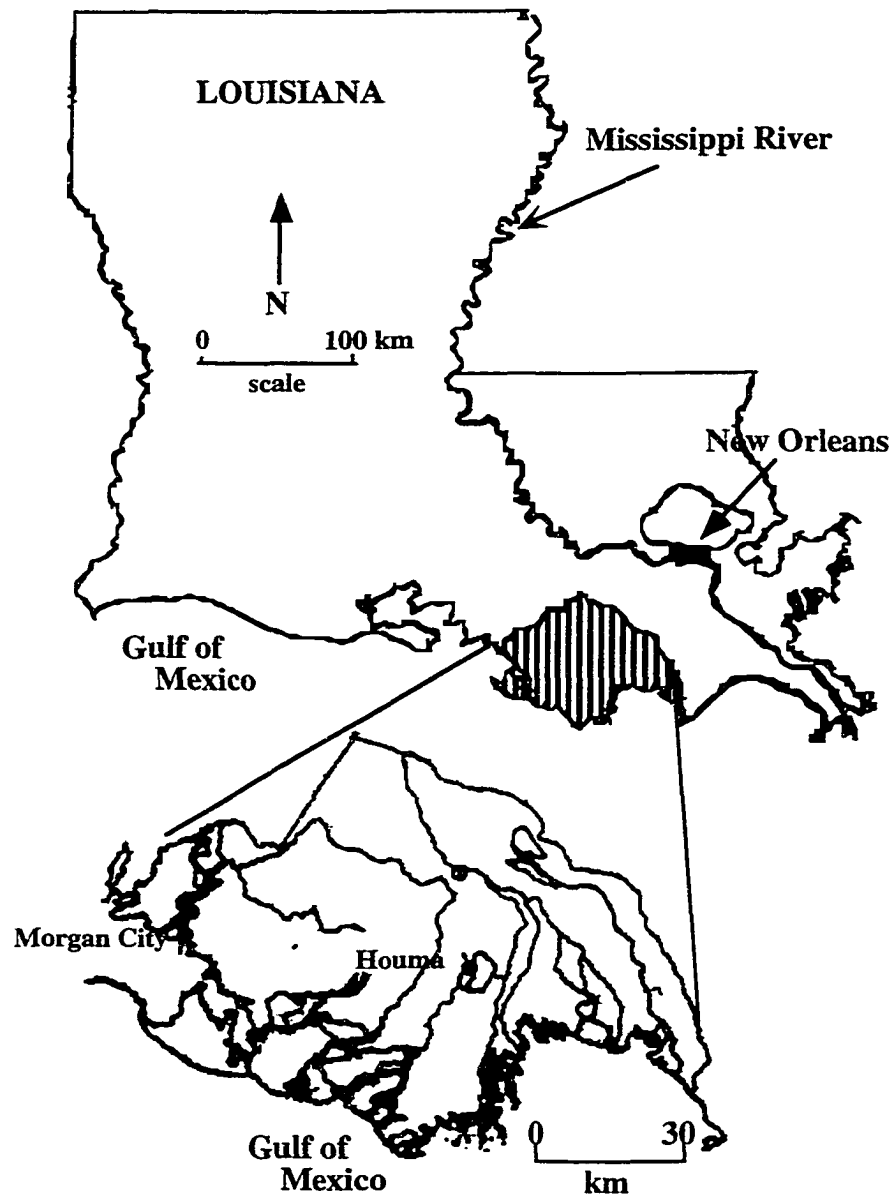 LOUISIANA
Mississippi River
N
0 100 km
scale
New Orleans
Gulf of
Mexico
Morgan City
Houma
Gulf of
Mexico
0 30
km